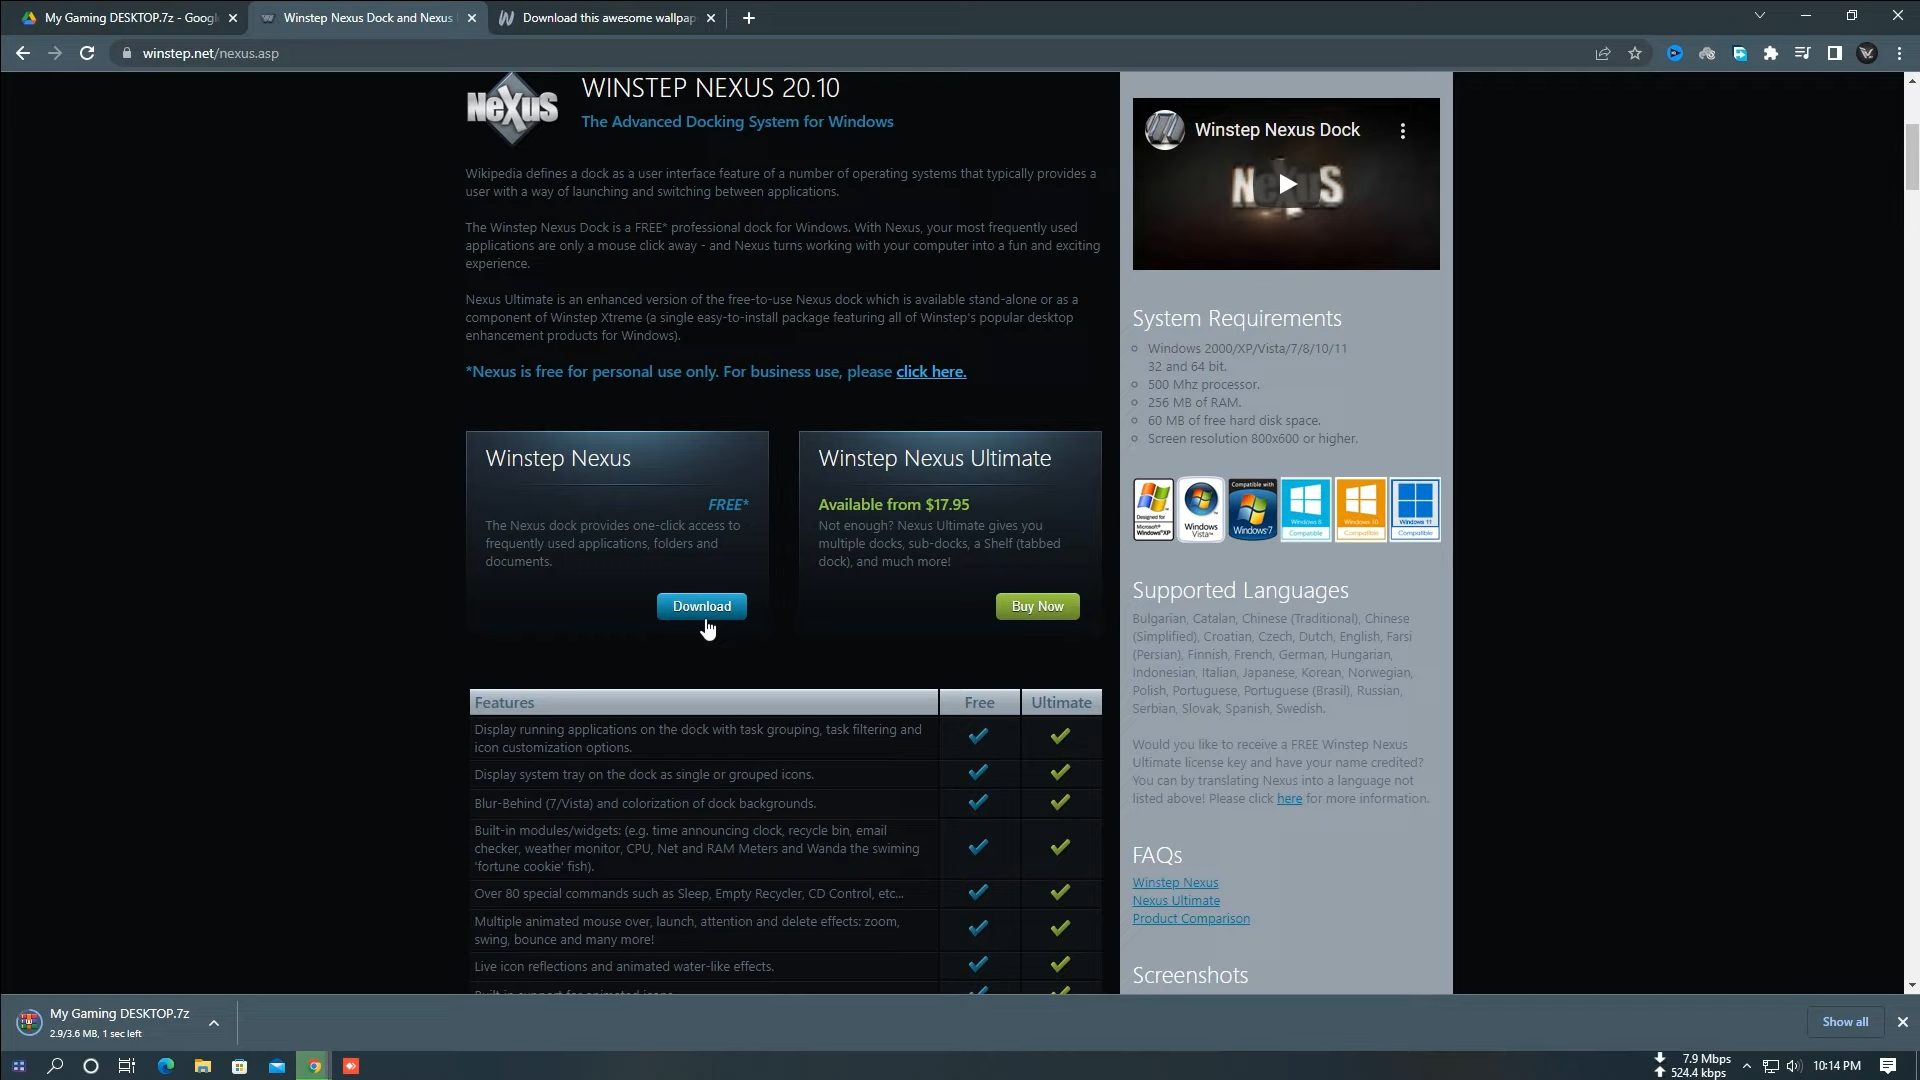 My Gaming DESKTOP.7z - Googl
Winstep Nexus Dock and Nexus
Download this awesome wallpap
winstep.net/nexus.asp
NeXuS
WINSTEP NEXUS 20.10
The Advanced Docking System for Windows
Wikipedia defines a dock as a user interface feature of a number of operating systems that typically provides a
user with a way of launching and switching between applications.
The Winstep Nexus Dock is a FREE* professional dock for Windows. With Nexus, your most frequently used
applications are only a mouse click away - and Nexus turns working with your computer into a fun and exciting
experience.
Nexus Ultimate is an enhanced version of the free-to-use Nexus dock which is available stand-alone or as a
component of Winstep Xtreme (a single easy-to-install package featuring all of Winstep's popular desktop
enhancement products for Windows).
*Nexus is free for personal use only. For business use, please click here.
Winstep Nexus
FREE*
The Nexus dock provides one-click access to
frequently used applications, folders and
documents.
Download
Winstep Nexus Ultimate
Available from $17.95
Not enough? Nexus Ultimate gives you
multiple docks, sub-docks, a Shelf (tabbed
dock), and much more!
Buy Now
Features Free Ultimate
Display running applications on the dock with task grouping, task filtering and
icon customization options.
Display system tray on the dock as single or grouped icons.
Blur-Behind (7/Vista) and colorization of dock backgrounds.
Built-in modules/widgets: (e.g. time announcing clock, recycle bin, email
checker, weather monitor, CPU, Net and RAM Meters and Wanda the swiming
'fortune cookie' fish).
Over 80 special commands such as Sleep, Empty Recycler, CD Control, etc...
Multiple animated mouse over, launch, attention and delete effects: zoom,
swing, bounce and many more!
Live icon reflections and animated water-like effects.
Winstep Nexus Dock
System Requirements
Windows 2000/XP/Vista/7/8/10/11
32 and 64 bit.
500 Mhz processor.
256 MB of RAM.
60 MB of free hard disk space.
Screen resolution 800x600 or higher.
Designed for
Microsoft
Windows XP
Windows
Vista
Compatible with
Windows 7
Windows 8
Compatible
Windows 10
Compatible
Windows 11
Compatible
Supported Languages
Bulgarian, Catalan, Chinese (Traditional), Chinese
(Simplified), Croatian, Czech, Dutch, English, Farsi
(Persian), Finnish, French, German, Hungarian,
Indonesian, Italian, Japanese, Korean, Norwegian,
Polish, Portuguese, Portuguese (Brasil), Russian,
Serbian, Slovak, Spanish, Swedish.
Would you like to receive a FREE Winstep Nexus
Ultimate license key and have your name credited?
You can by translating Nexus into a language not
listed above! Please click here for more information.
FAQs
Winstep Nexus
Nexus Ultimate
Product Comparison
Screenshots
My Gaming DESKTOP.7z
2.9/3.6 MB, 1 sec left
Show all
7.9 Mbps
524.4 kbps
10:14 PM